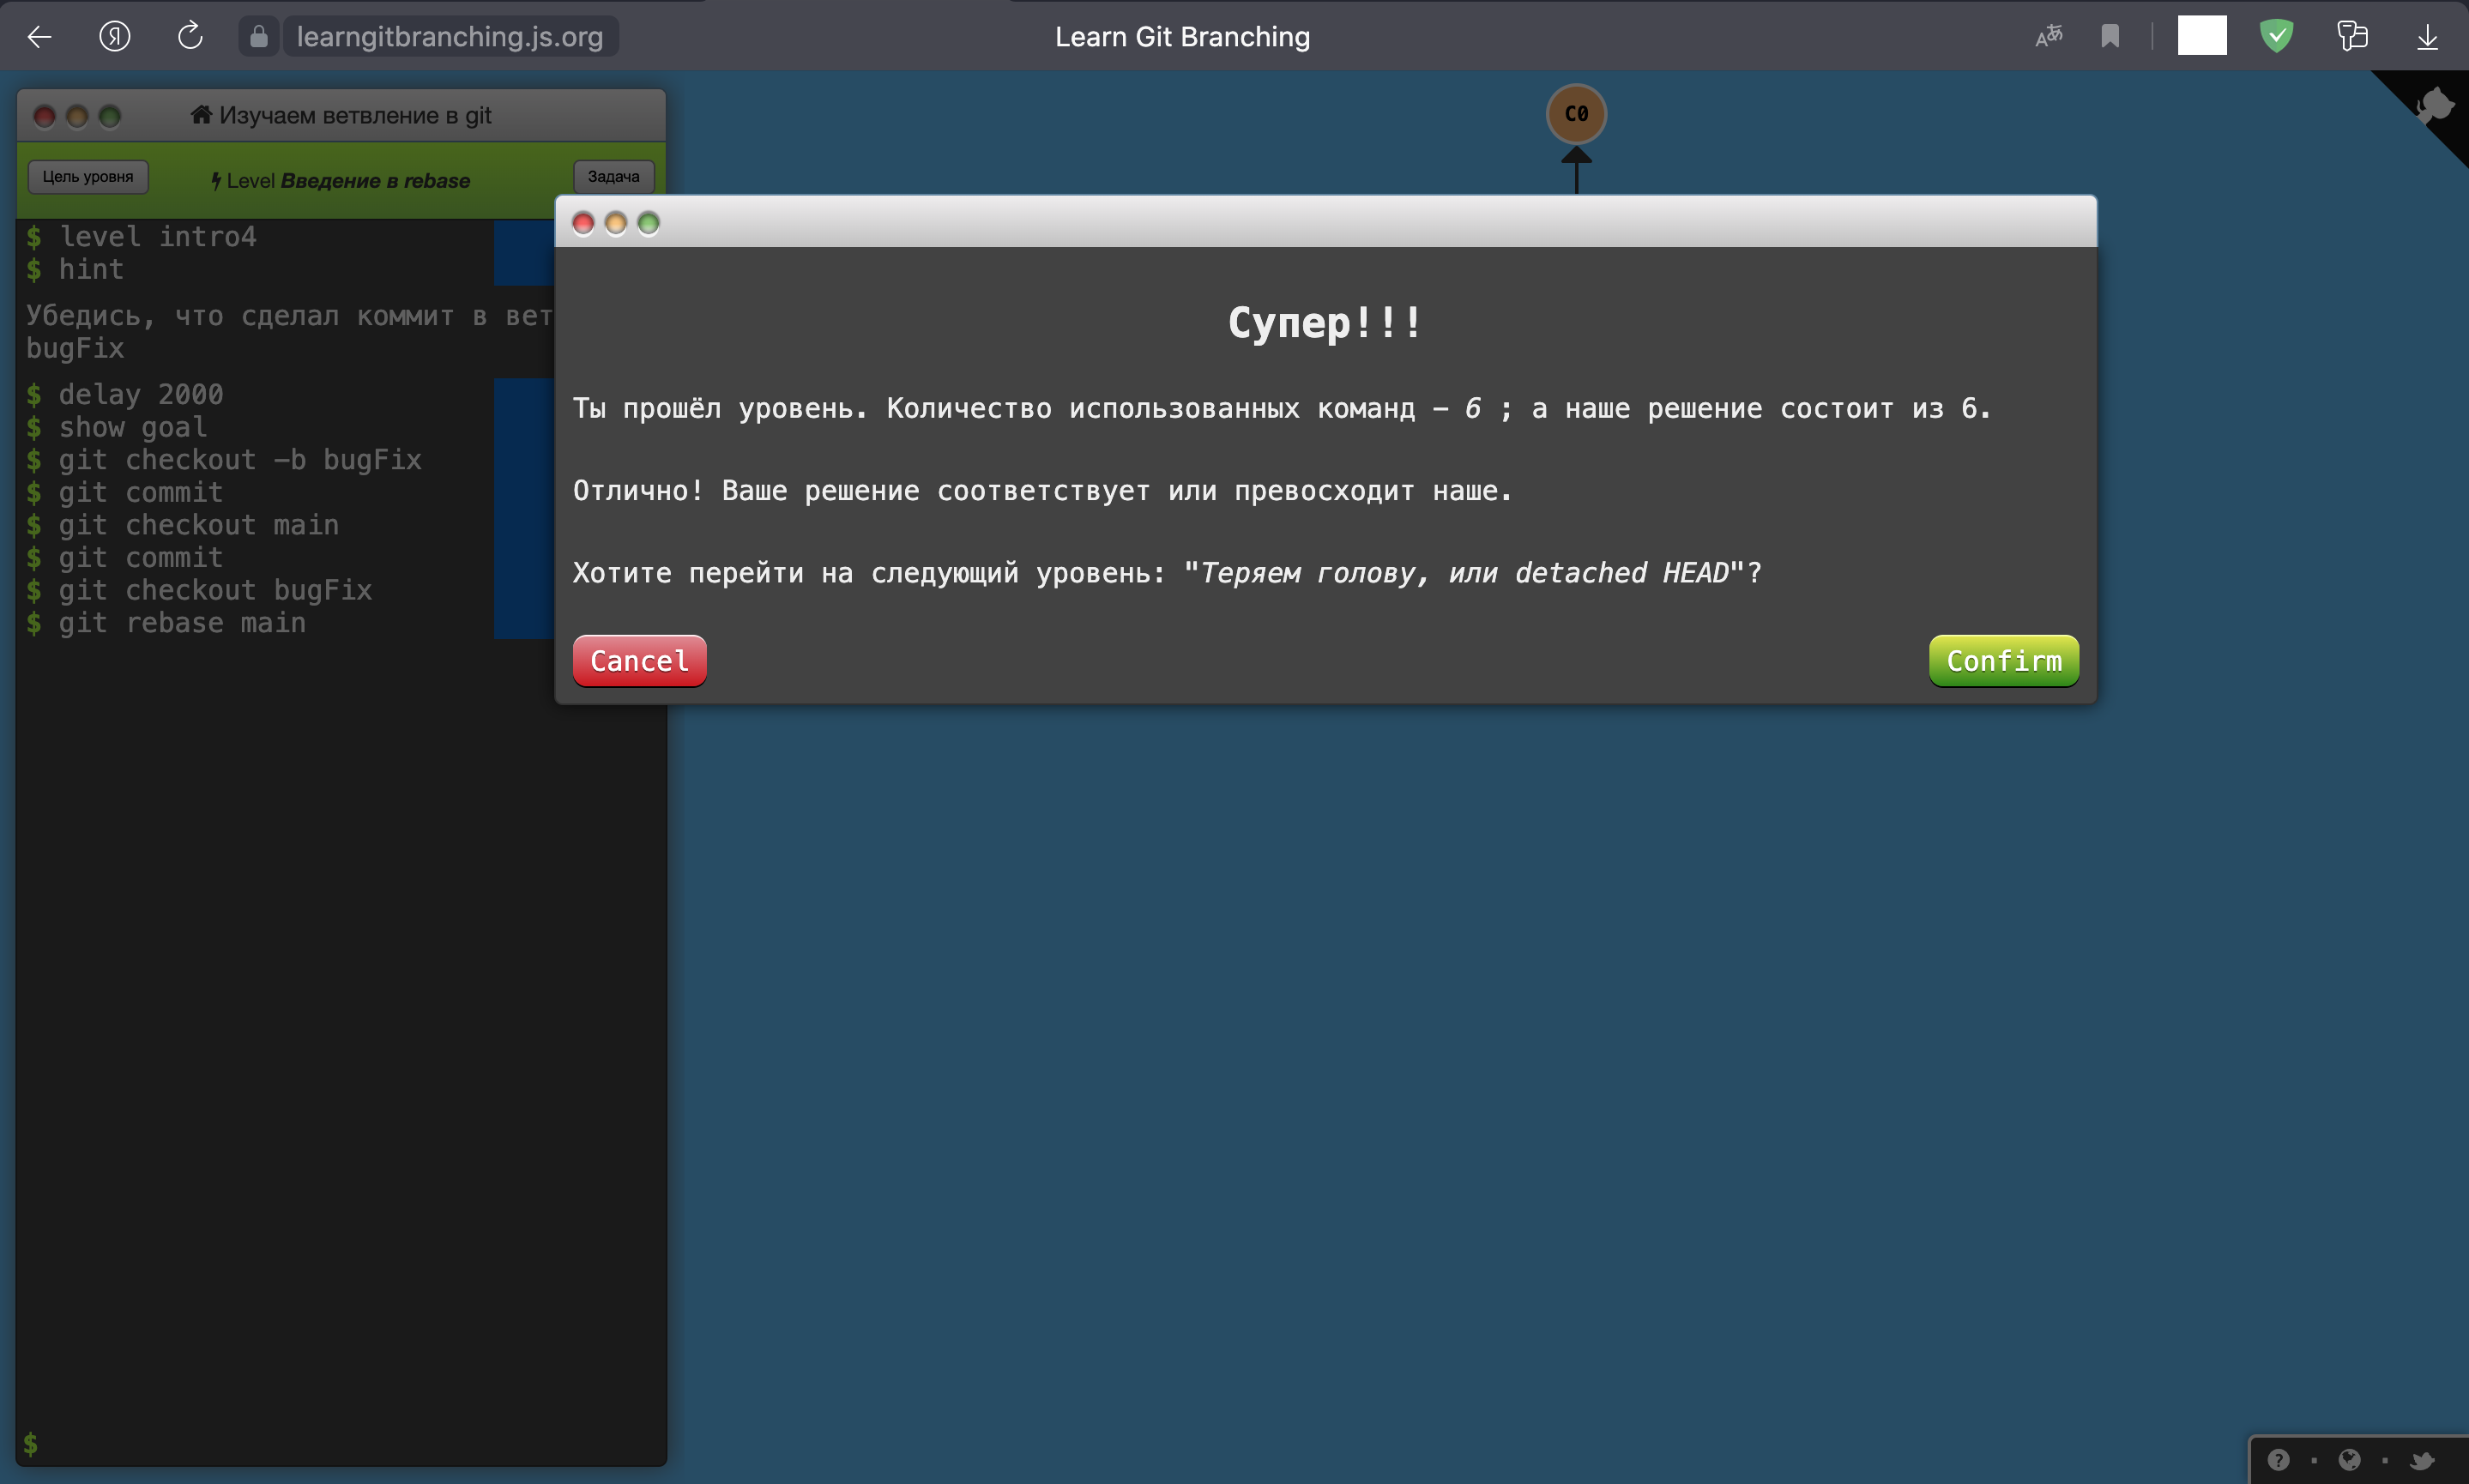 Я
learngitbranching.js.org
Learn Git Branching
Изучаем ветвление в git
Цель уровня
Level Введение в rebase
Задача
$ level intro4
$ hint
Убедись, что сделал коммит в вет
bugFix
$ delay 2000
$ show goal
$ git checkout -b bugFix
$ git commit
$ git checkout main
$ git commit
$ git checkout bugFix
$ git rebase main
$
C0
Супер!!!
Ты прошёл уровень. Количество использованных команд – 6 ; а наше решение состоит из 6.
Отлично! Ваше решение соответствует или превосходит наше.
Хотите перейти на следующий уровень: "Теряем голову, или detached HEAD"?
Cancel
Confirm